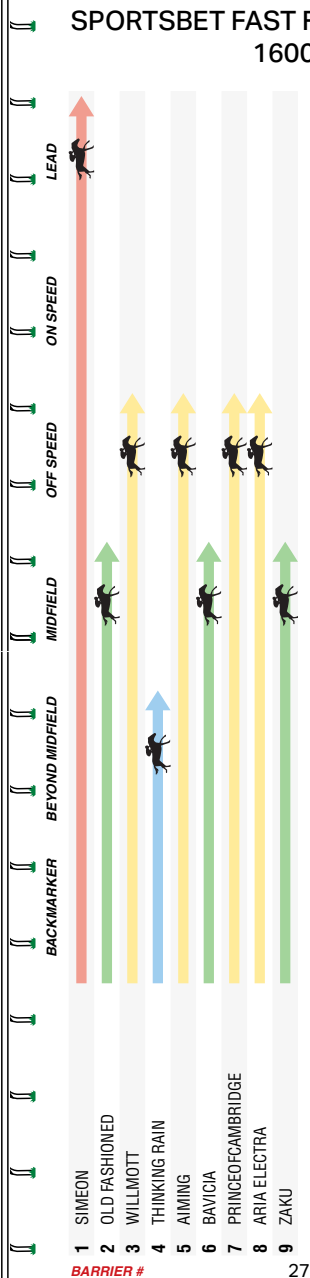 SPORTSBET FAST F
1600
LEAD
ON SPEED
OFF SPEED
MIDFIELD
BEYOND MIDFIELD
BACKMARKER
1 SIMEON
2 OLD FASHIONED
3 WILLMOTT
4 THINKING RAIN
5 AIMING
6 BAVICIA
7 PRINCEOFCAMBRIDGE
8 ARIA ELECTRA
9 ZAKU
BARRIER #
27